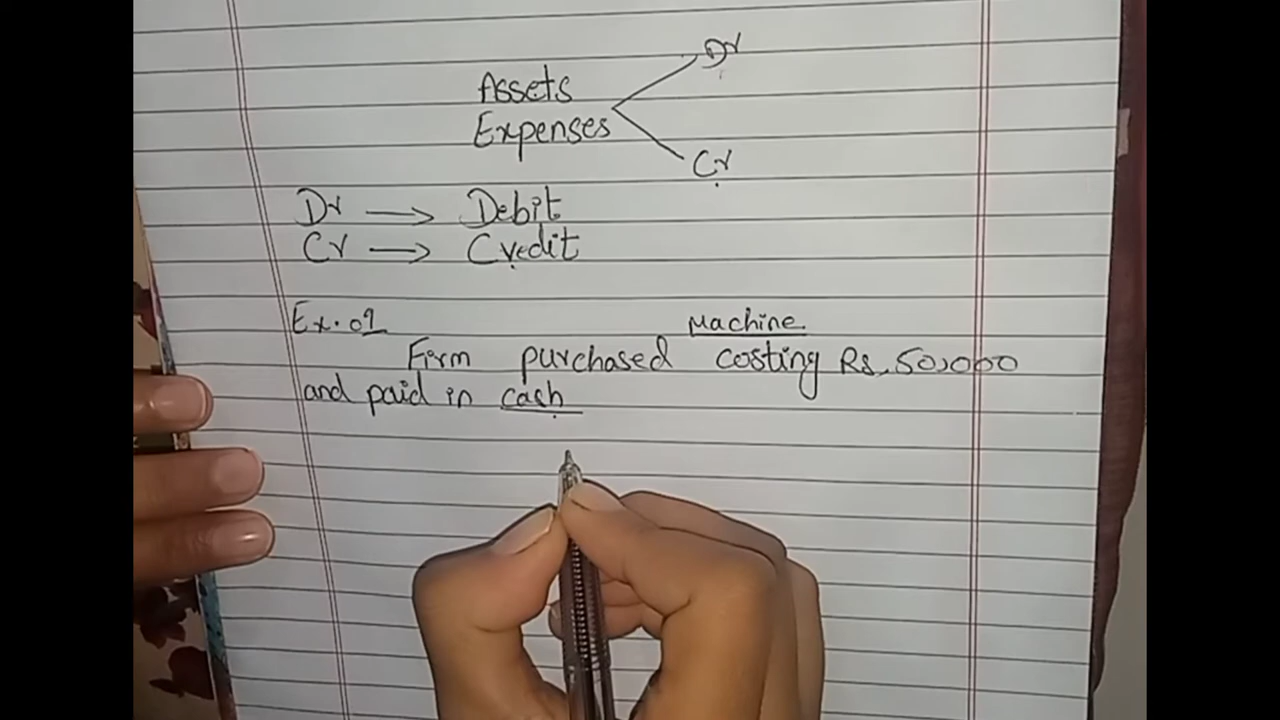 Dr
Assets
Expenses
Cr
Dr → Debit
Cr → Credit
Ex. 01
Machine
Firm purchased costing Rs. 50,000
and paid in cash